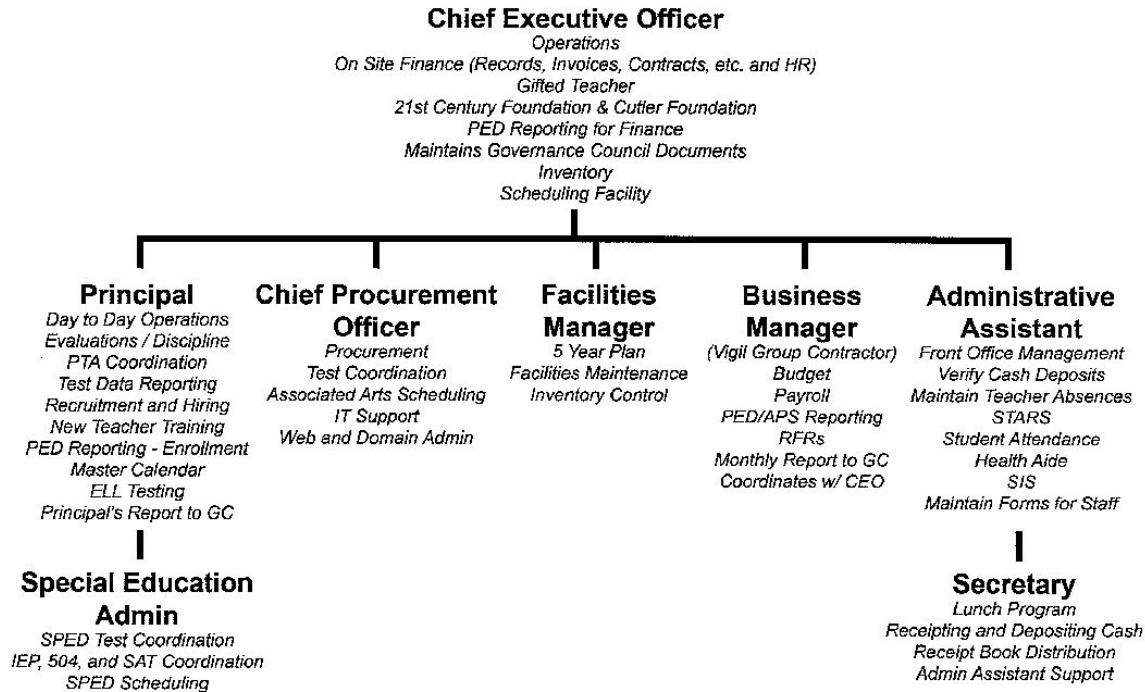 Chief Executive Officer
Operations
On Site Finance (Records, Invoices, Contracts, etc. and HR)
Gifted Teacher
21st Century Foundation & Cutler Foundation
PED Reporting for Finance
Maintains Governance Council Documents
Inventory
Scheduling Facility
Principal
Day to Day Operations
Evaluations / Discipline
PTA Coordination
Test Data Reporting
Recruitment and Hiring
New Teacher Training
PED Reporting - Enrollment
Master Calendar
ELL Testing
Principal's Report to GC
Special Education
Admin
SPED Test Coordination
IEP, 504, and SAT Coordination
SPED Scheduling
Chief Procurement
Officer
Procurement
Test Coordination
Associated Arts Scheduling
IT Support
Web and Domain Admin
Facilities
Manager
5 Year Plan
Facilities Maintenance
Inventory Control
Business
Manager
(Vigil Group Contractor)
Budget
Payroll
PED/APS Reporting
RFRs
Monthly Report to GC
Coordinates w/ CEO
Administrative
Assistant
Front Office Management
Verify Cash Deposits
Maintain Teacher Absences
STARS
Student Attendance
Health Aide
SIS
Maintain Forms for Staff
Secretary
Lunch Program
Receipting and Depositing Cash
Receipt Book Distribution
Admin Assistant Support